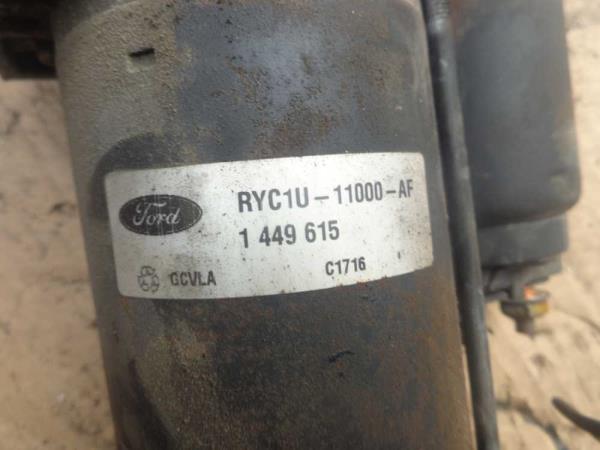 Ford
RYC1U-11000-AF
1 449 615
GCVLA
C1716